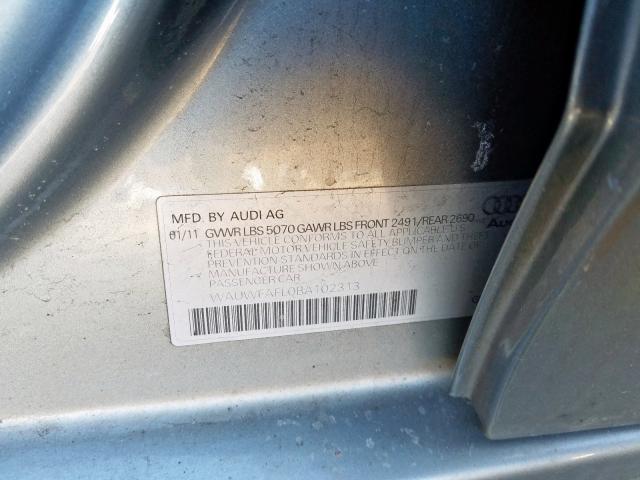 MFD. BY AUDI AG
01/11 GVWR LBS 5070 GAWR LBS FRONT 2491/REAR 2690
THIS VEHICLE CONFORMS TO ALL APPLICABLE U.S.
FEDERAL MOTOR VEHICLE SAFETY, BUMPER AND THEFT
PREVENTION STANDARDS IN EFFECT ON THE DATE OF
MANUFACTURE SHOWN ABOVE
PASSENGER CAR
WAUWFAFL0BA102313